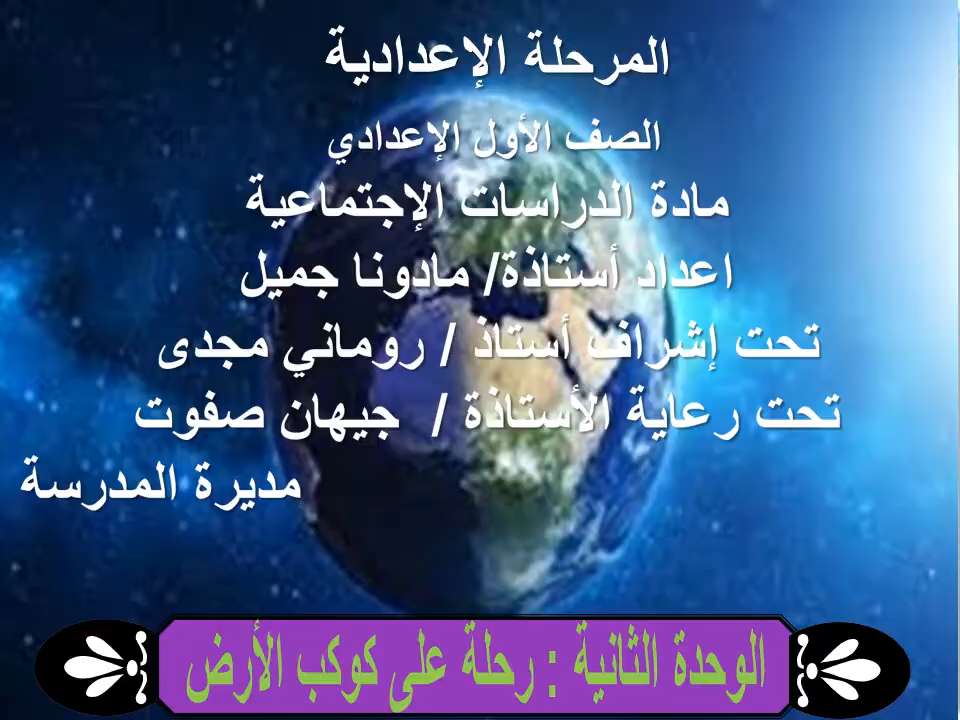 المرحلة الإعدادية
الصف الأول الإعدادي
مادة الدراسات الإجتماعية
اعداد أستاذة/ مادونا جميل
تحت إشراف أستاذ / روماني مجدى
تحت رعاية الأستاذة / جيهان صفوت
مديرة المدرسة
الوحدة الثانية : رحلة على كوكب الأرض